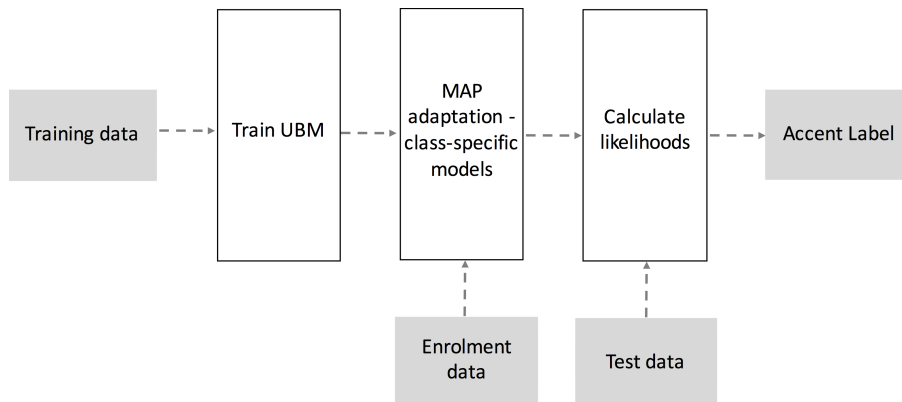 Training data
Train UBM
MAP
adaptation -
class-specific
models
Calculate
likelihoods
Accent Label
Enrolment
data
Test data